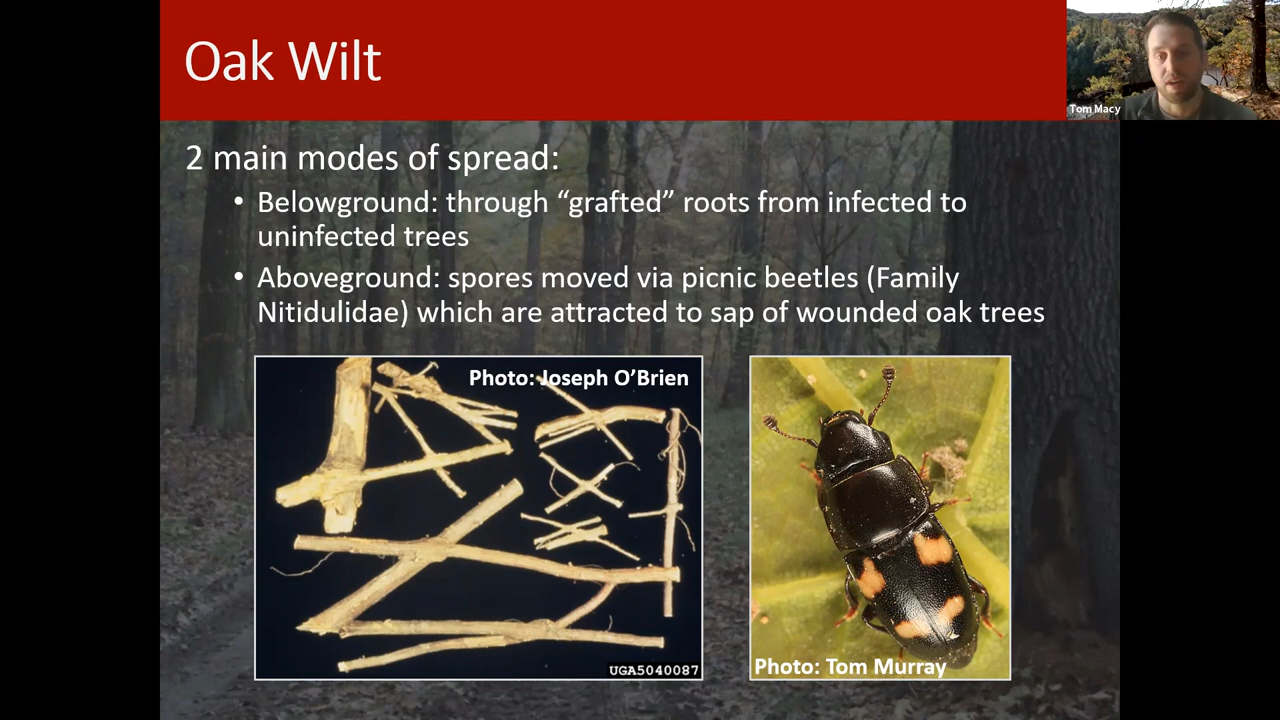 Oak Wilt
Tom Macy
2 main modes of spread:
• Belowground: through “grafted” roots from infected to
uninfected trees
• Aboveground: spores moved via picnic beetles (Family
Nitidulidae) which are attracted to sap of wounded oak trees
Photo: Joseph O’Brien
UGA5040087
Photo: Tom Murray